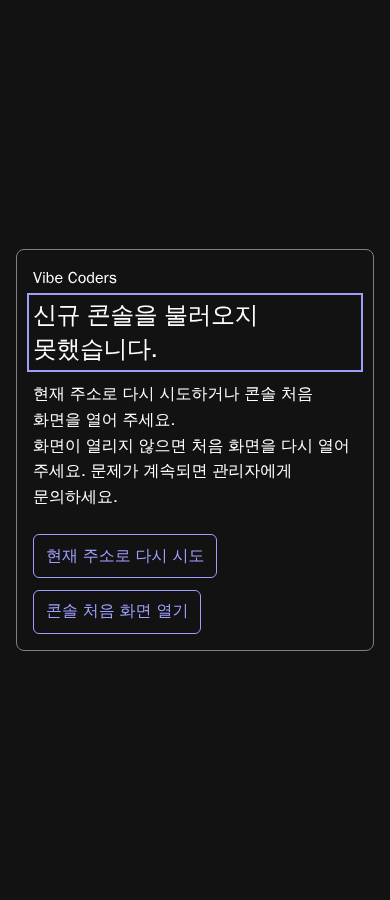 Vibe Coders
신규 콘솔을 불러오지
못했습니다.
현재 주소로 다시 시도하거나 콘솔 처음
화면을 열어 주세요.
화면이 열리지 않으면 처음 화면을 다시 열어
주세요. 문제가 계속되면 관리자에게
문의하세요.
현재 주소로 다시 시도
콘솔 처음 화면 열기